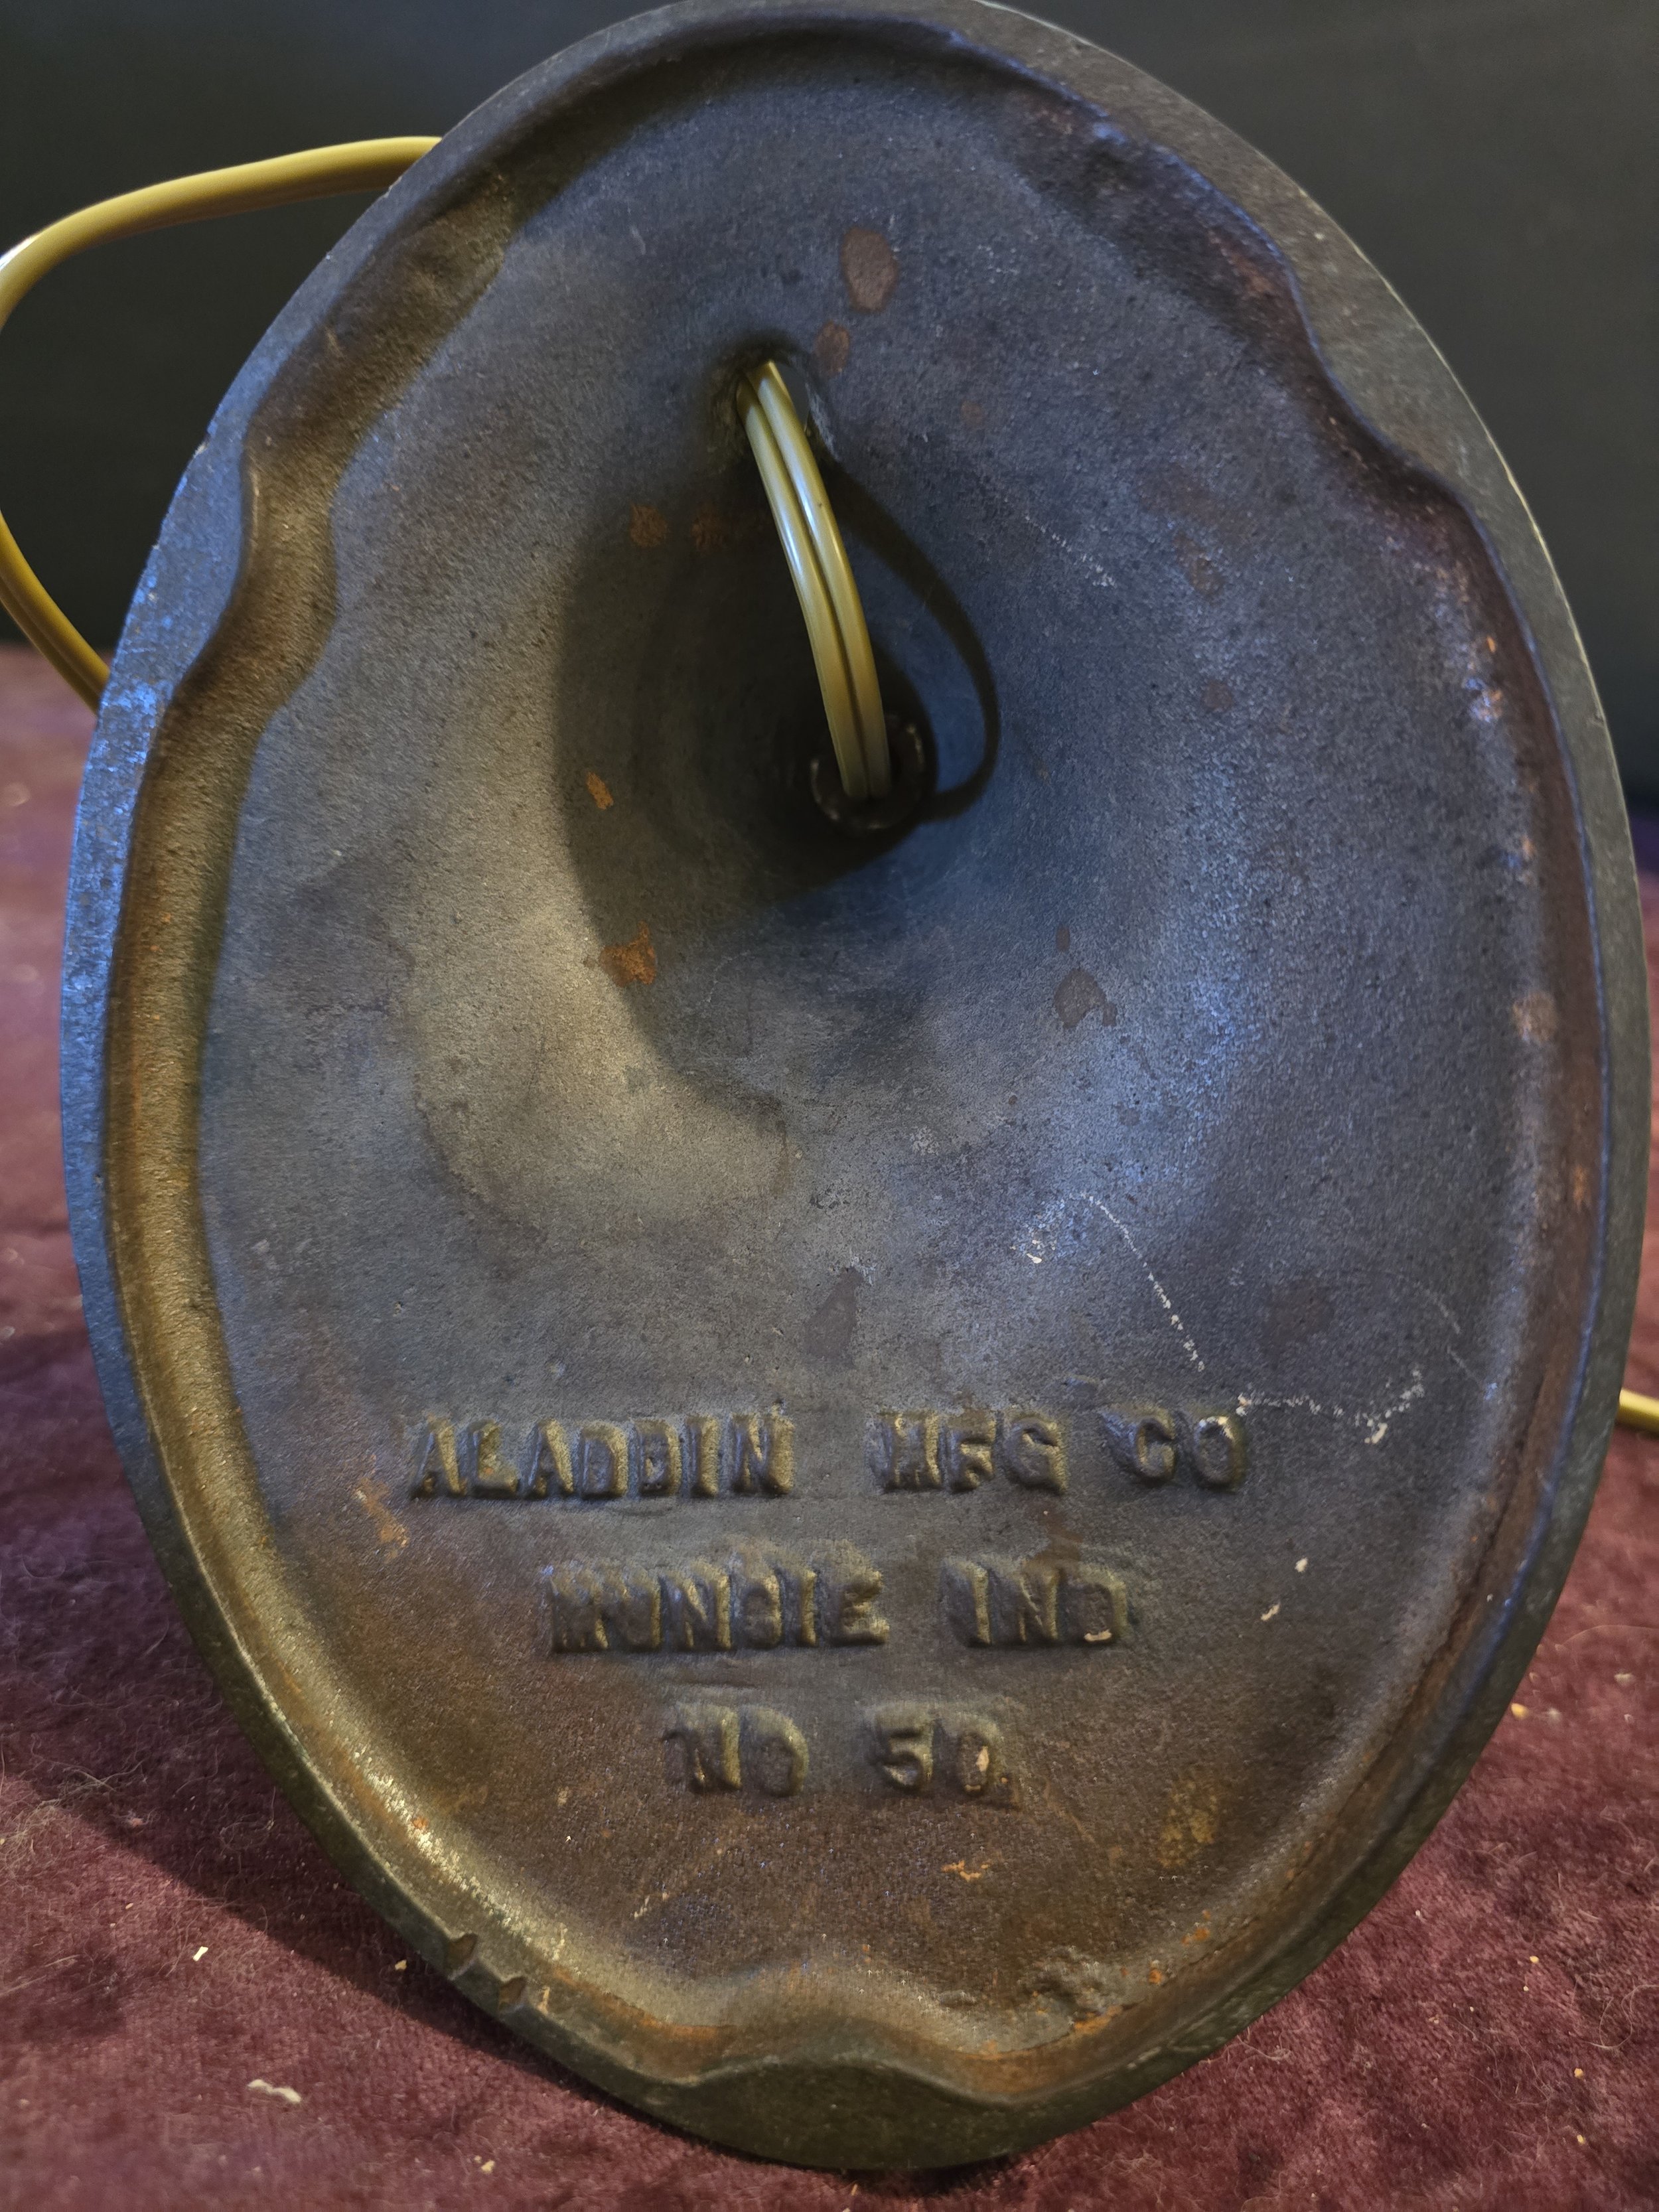 ALADDIN MFG CO
MUNCIE IND
NO 50.